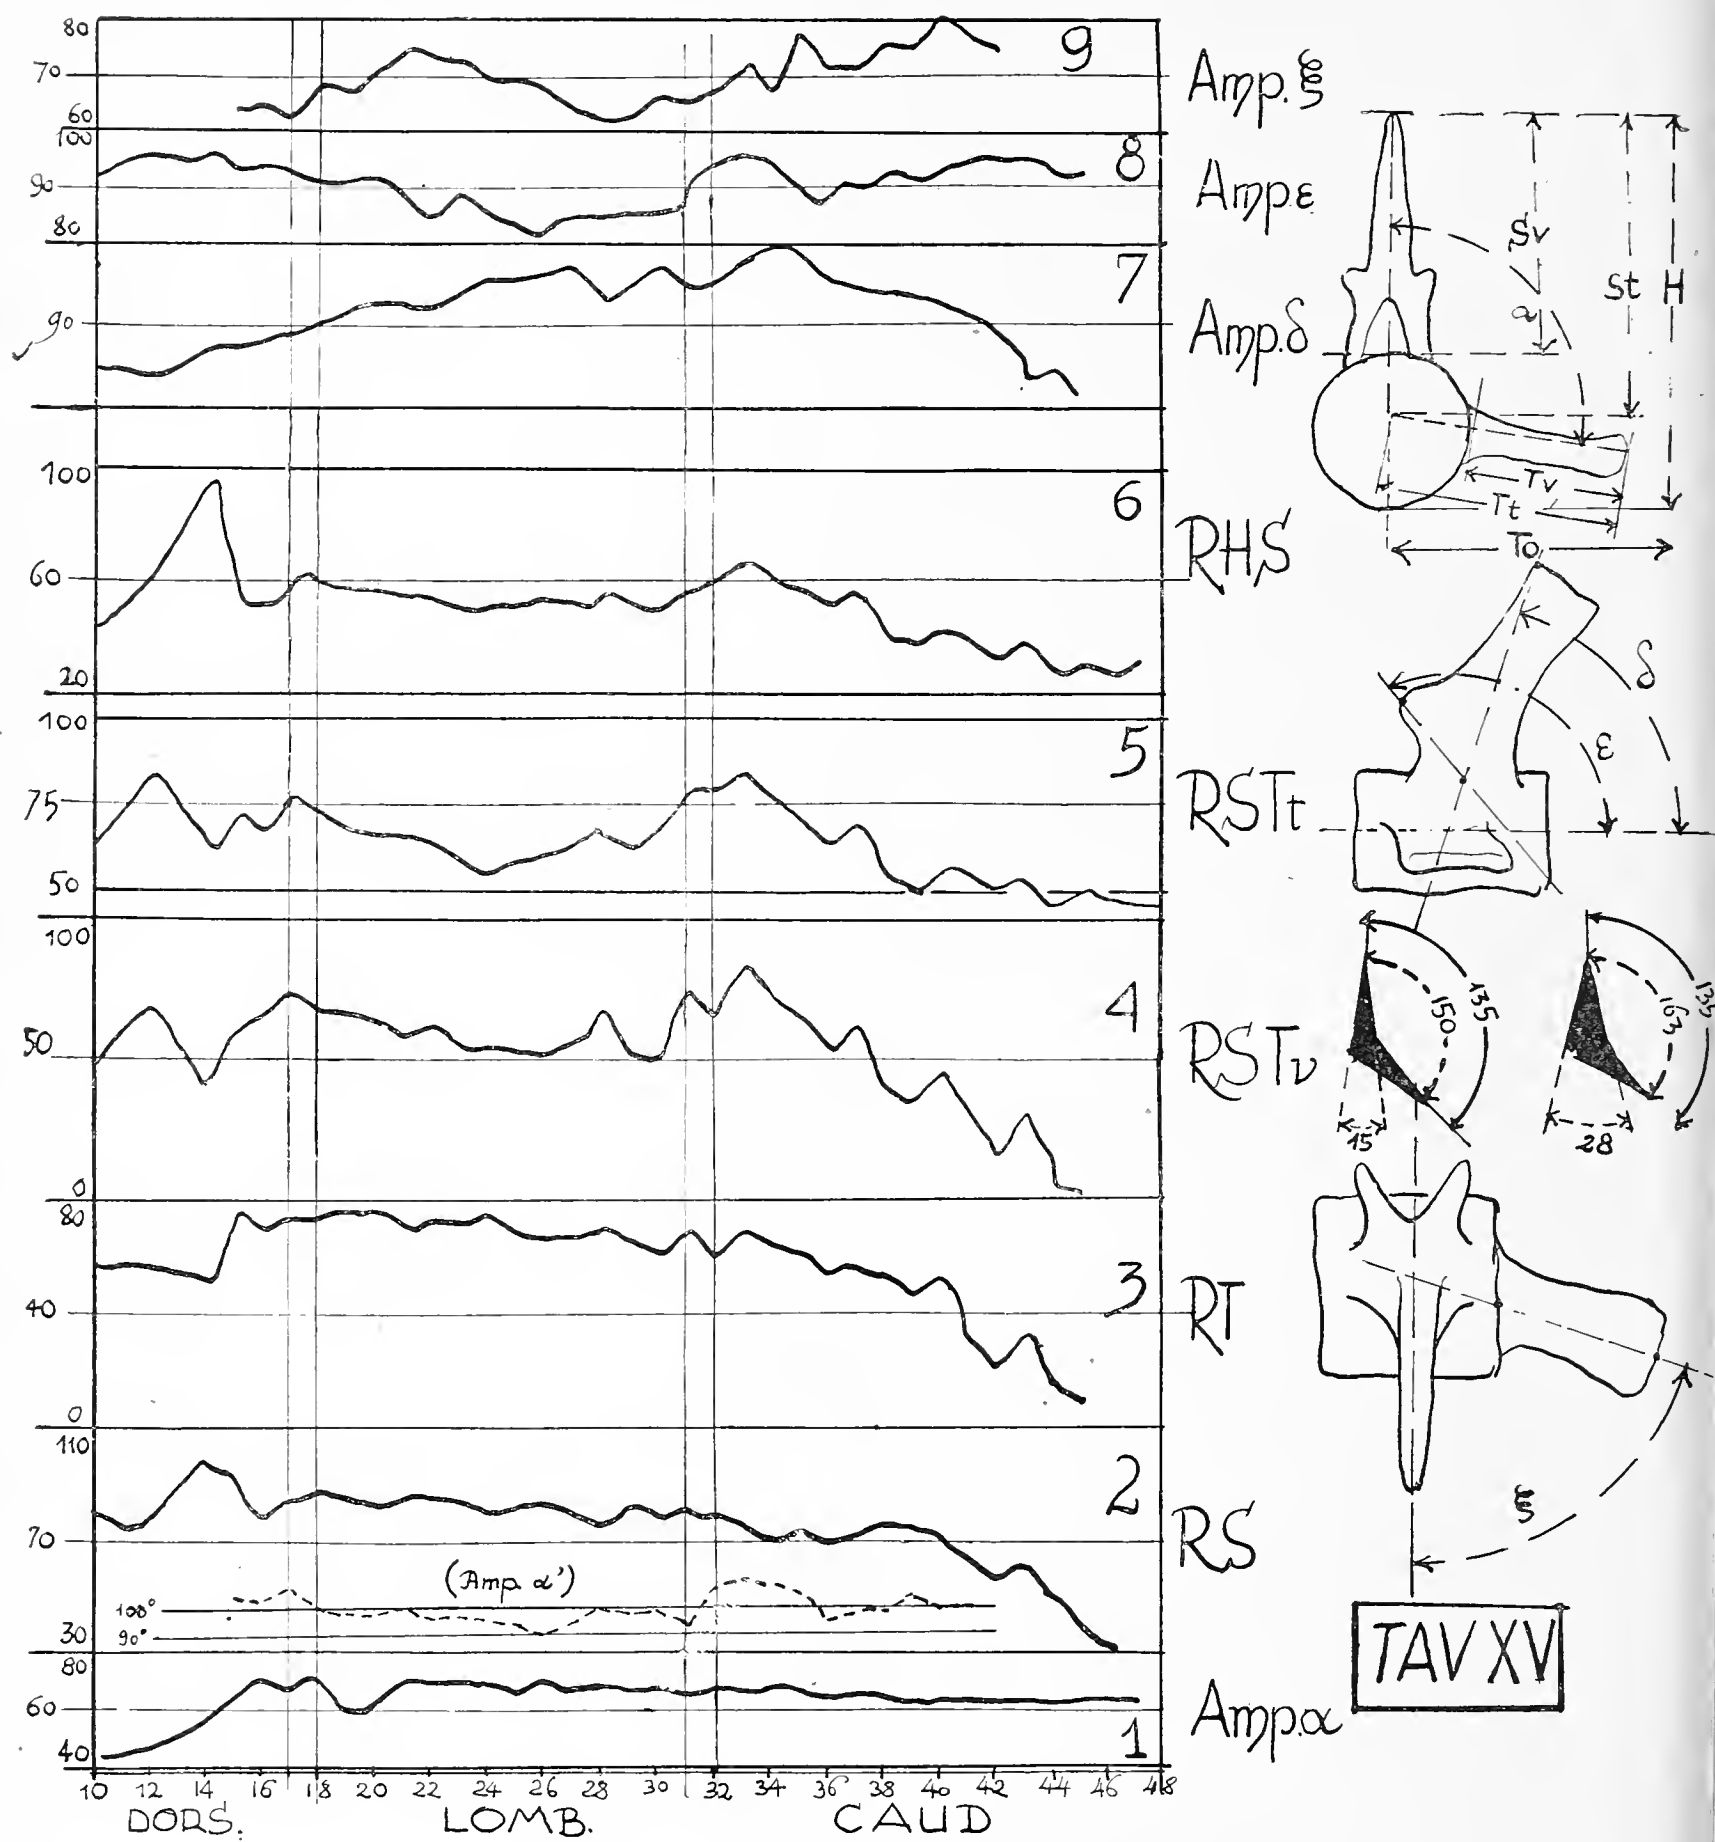 80
70
60
9
Amp. ξ
100
90
80
8
Amp ε
90
7
Amp. δ
100
60
20
6
RHS
100
75
50
5
RSTt
100
50
0
4
RSTv
80
40
0
3
RT
110
70
30
2
RS
(Amp. α')
100°
90°
80
60
40
1
Amp. α
10 12 14 16 18 20 22 24 26 28 30 32 34 36 38 40 42 44 46 48
DORS. LOMB. CAUD
Sv
α
St
H
Tv
Tt
To
δ
ε
150
135
15
163
135
28
ξ
TAV XV